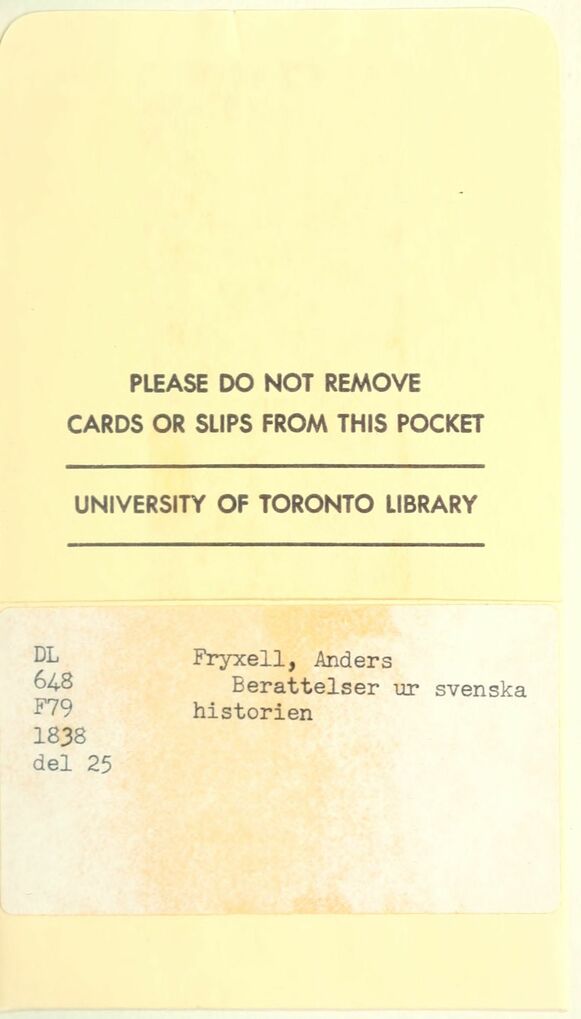 PLEASE DO NOT REMOVE
CARDS OR SLIPS FROM THIS POCKET
UNIVERSITY OF TORONTO LIBRARY
DL
648
F79
1838
del 25
Fryxell, Anders
Berattelser ur svenska
historien